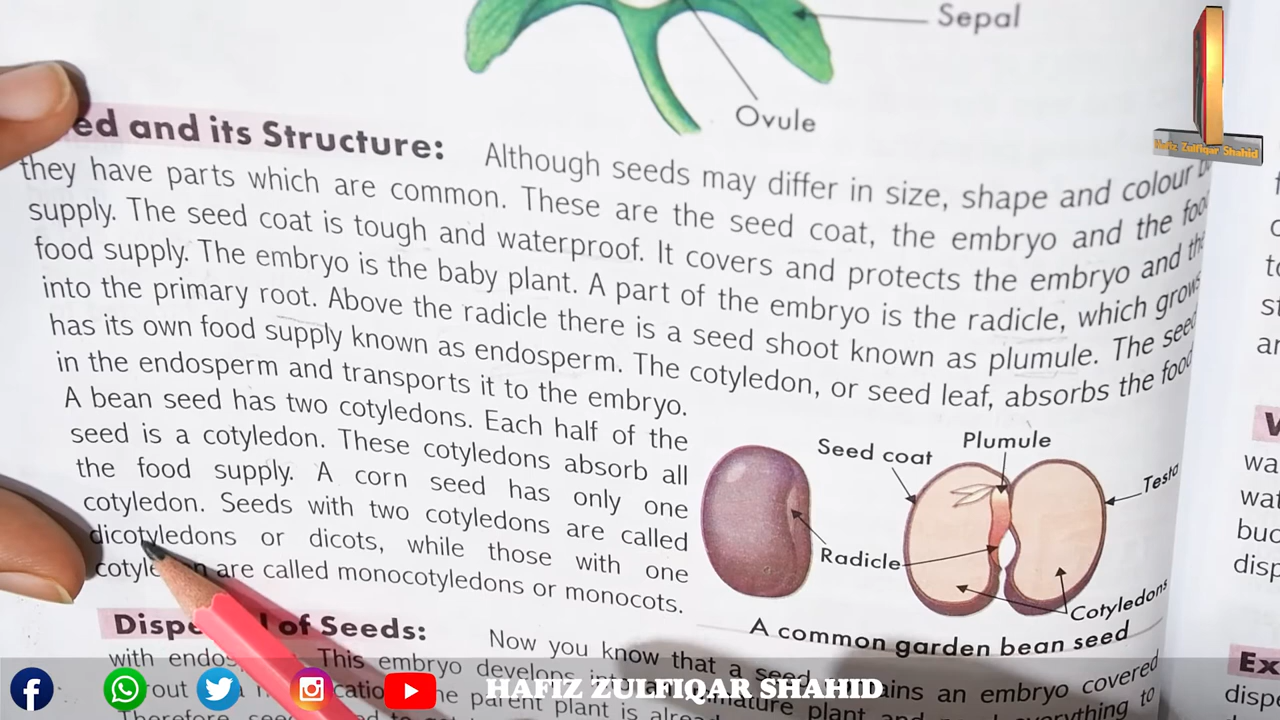 Sepal
Ovule
ed and its Structure: Although seeds may differ in size, shape and colour
they have parts which are common. These are the seed coat, the embryo and the
supply. The seed coat is tough and waterproof. It covers and protects the embryo and the
food supply. The embryo is the baby plant. A part of the embryo is the radicle, which grows
into the primary root. Above the radicle there is a seed shoot known as plumule. The seed
has its own food supply known as endosperm. The cotyledon, or seed leaf, absorbs the food
in the endosperm and transports it to the embryo.
A bean seed has two cotyledons. Each half of the
seed is a cotyledon. These cotyledons absorb all
the food supply. A corn seed has only one
cotyledon. Seeds with two cotyledons are called
dicotyledons or dicots, while those with one
are called monocotyledons or monocots.
Seed coat
Plumule
Testa
Radicle
Cotyledons
A common garden bean seed
of Seeds: Now you know that a seed an embryo covered
with This embryo develops
parent plant is
Hafiz Zulfiqar Shahid
HAFIZ ZULFIQAR SHAHID